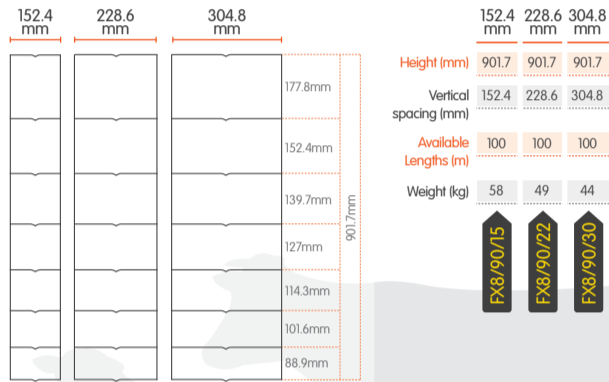 152.4 mm
228.6 mm
304.8 mm
177.8mm
152.4mm
139.7mm
127mm
114.3mm
101.6mm
88.9mm
901.7mm
152.4 mm
228.6 mm
304.8 mm
Height (mm) 901.7 901.7 901.7
Vertical
spacing (mm) 152.4 228.6 304.8
Available
Lengths (m) 100 100 100
Weight (kg) 58 49 44
FX8/90/15
FX8/90/22
FX8/90/30